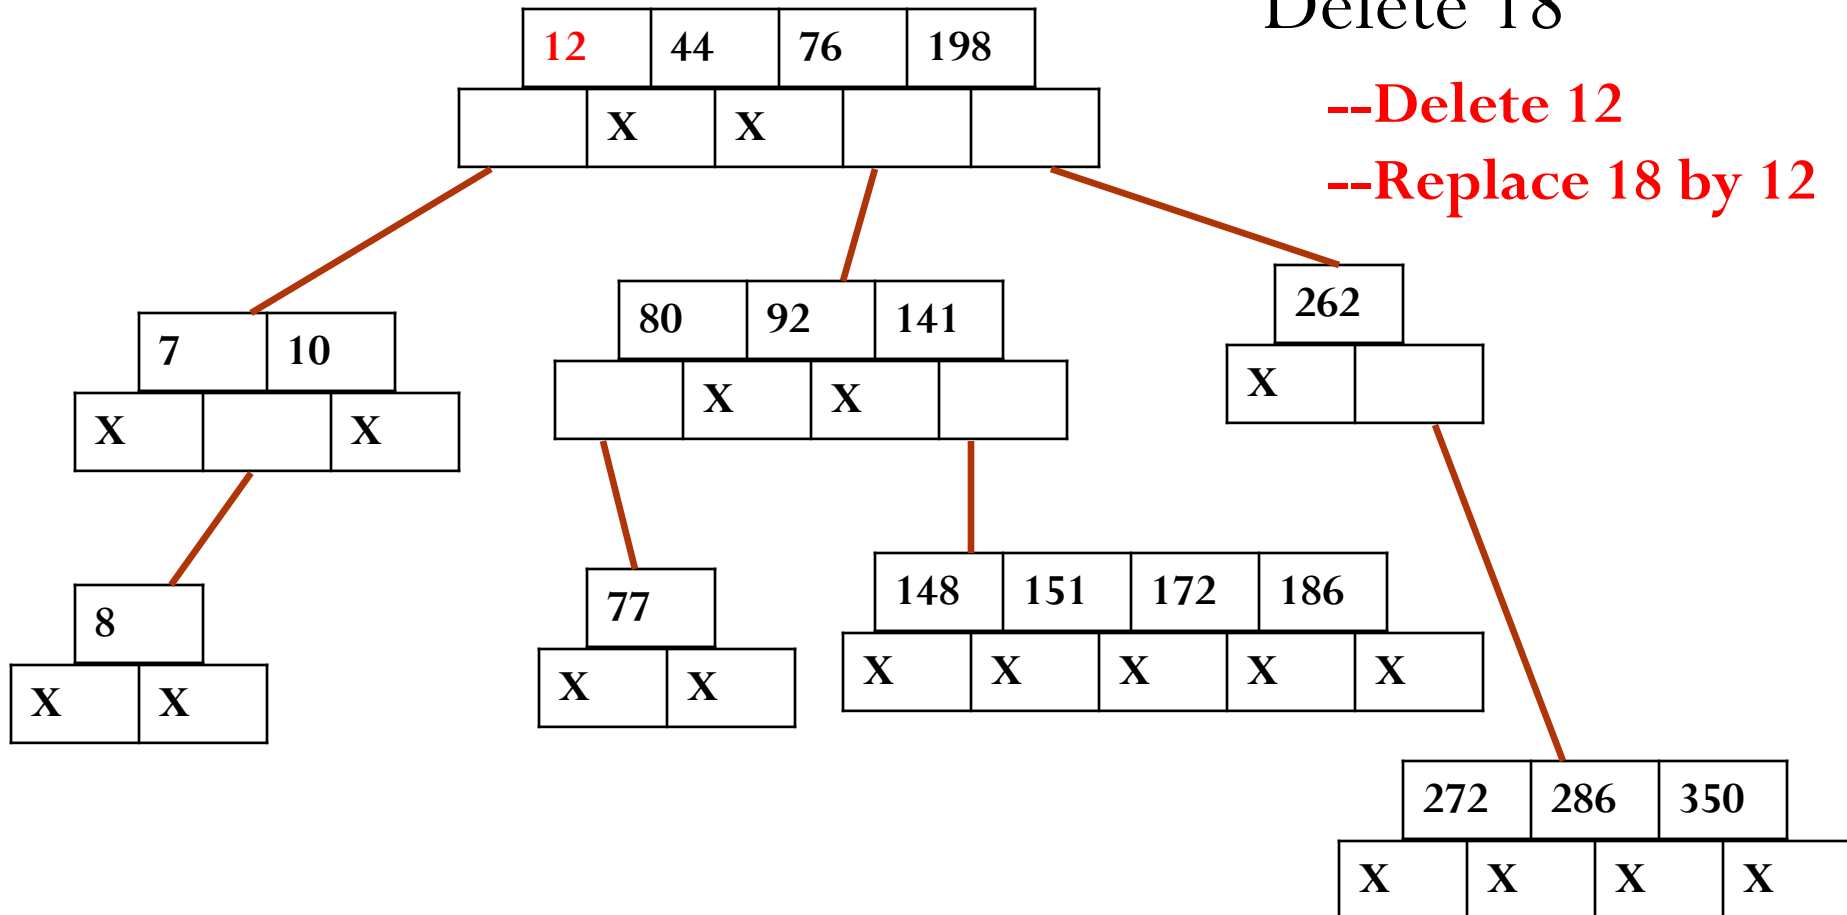 Delete 18
--Delete 12
--Replace 18 by 12
12 44 76 198
X X
7 10
X X
80 92 141
X X
262
X
8
X X
77
X X
148 151 172 186
X X X X X
272 286 350
X X X X